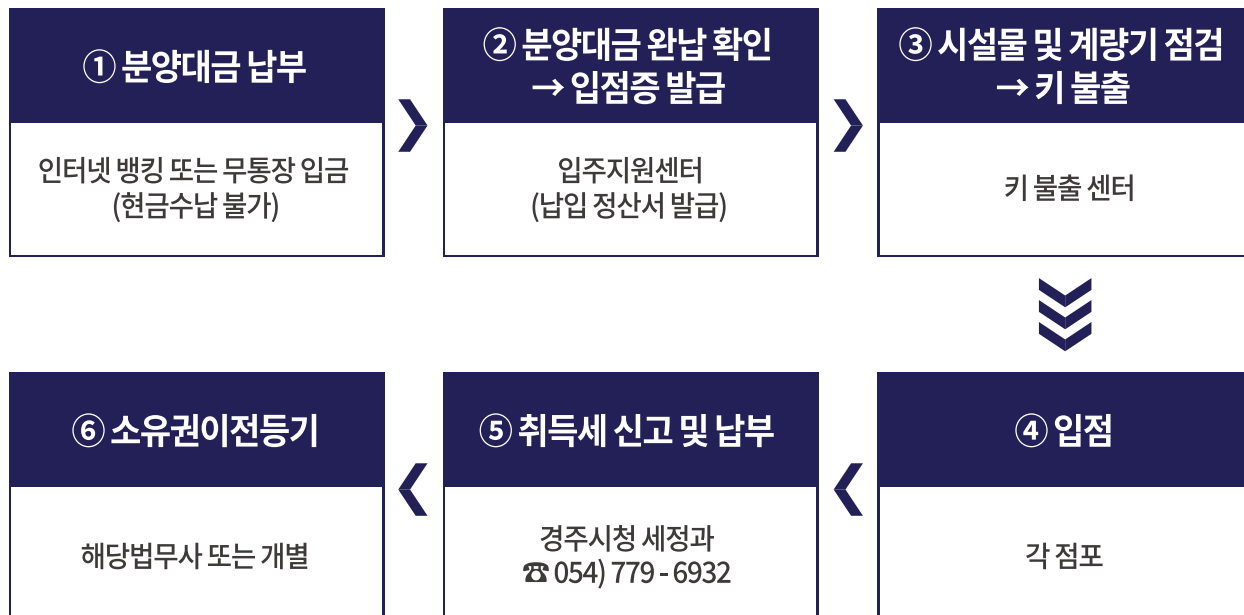 ① 분양대금 납부
인터넷 뱅킹 또는 무통장 입금
(현금수납 불가)
② 분양대금 완납 확인
→ 입점증 발급
입주지원센터
(납입 정산서 발급)
③ 시설물 및 계량기 점검
→ 키 불출
키 불출 센터
④ 입점
각 점포
⑤ 취득세 신고 및 납부
경주시청 세정과
☎ 054) 779 - 6932
⑥ 소유권이전등기
해당법무사 또는 개별